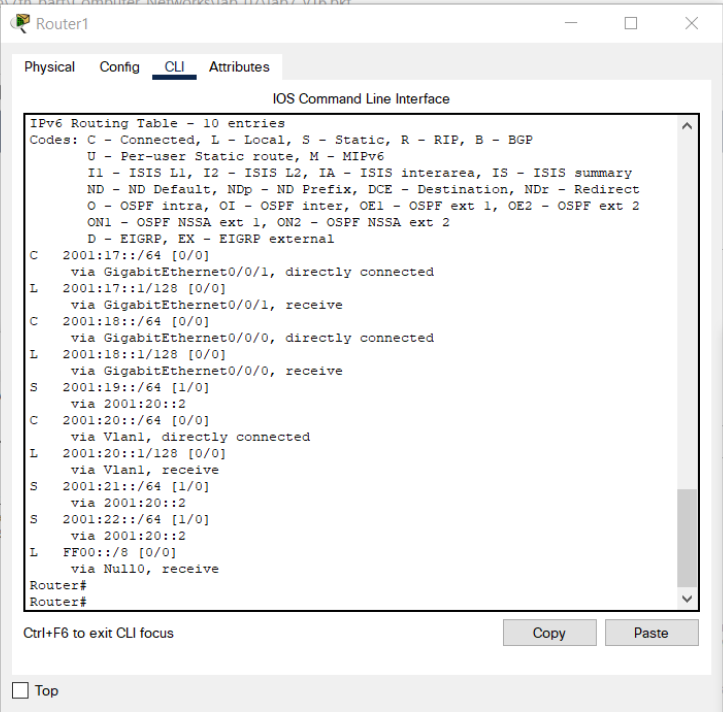 Router1
Physical Config CLI Attributes
IOS Command Line Interface
IPv6 Routing Table - 10 entries
Codes: C - Connected, L - Local, S - Static, R - RIP, B - BGP
U - Per-user Static route, M - MIPv6
I1 - ISIS L1, I2 - ISIS L2, IA - ISIS interarea, IS - ISIS summary
ND - ND Default, NDp - ND Prefix, DCE - Destination, NDr - Redirect
O - OSPF intra, OI - OSPF inter, OE1 - OSPF ext 1, OE2 - OSPF ext 2
ON1 - OSPF NSSA ext 1, ON2 - OSPF NSSA ext 2
D - EIGRP, EX - EIGRP external
C 2001:17::/64 [0/0]
via GigabitEthernet0/0/1, directly connected
L 2001:17::1/128 [0/0]
via GigabitEthernet0/0/1, receive
C 2001:18::/64 [0/0]
via GigabitEthernet0/0/0, directly connected
L 2001:18::1/128 [0/0]
via GigabitEthernet0/0/0, receive
S 2001:19::/64 [1/0]
via 2001:20::2
C 2001:20::/64 [0/0]
via Vlan1, directly connected
L 2001:20::1/128 [0/0]
via Vlan1, receive
S 2001:21::/64 [1/0]
via 2001:20::2
S 2001:22::/64 [1/0]
via 2001:20::2
L FF00::/8 [0/0]
via Null0, receive
Router#
Router#
Ctrl+F6 to exit CLI focus
Copy Paste
Top